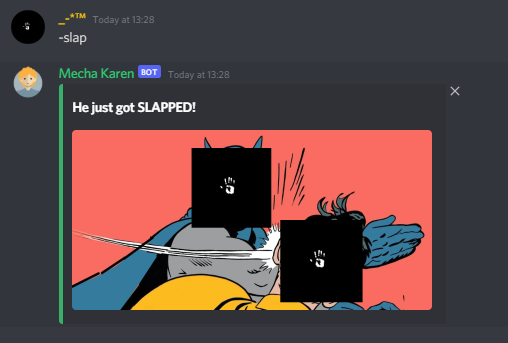 _-*™ Today at 13:28
-slap
Mecha Karen BOT Today at 13:28
He just got SLAPPED!